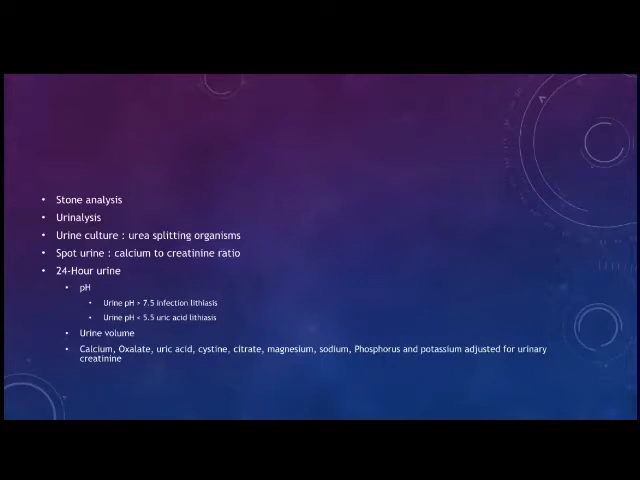 • Stone analysis
• Urinalysis
• Urine culture : urea splitting organisms
• Spot urine : calcium to creatinine ratio
• 24-Hour urine
• pH
• Urine pH > 7.5 infection lithiasis
• Urine pH < 5.5 uric acid lithiasis
• Urine volume
• Calcium, Oxalate, uric acid, cystine, citrate, magnesium, sodium, Phosphorus and potassium adjusted for urinary
creatinine